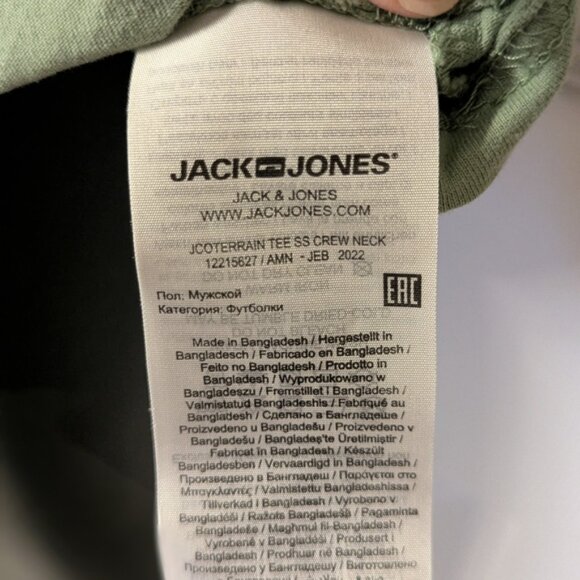 JACK JONES®
JACK & JONES
WWW.JACKJONES.COM
JCOTERRAIN TEE SS CREW NECK
12215627 / AMN - JEB 2022
Пол: Мужской
Категория: Футболки
EAC
Made in Bangladesh / Hergestellt in
Bangladesch / Fabricado en Bangladesh /
Feito no Bangladesh / Prodotto in
Bangladesh / Wyprodukowano w
Bangladeszu / Fremstillet i Bangladesh /
Valmistatud Bangladeshis / Fabriqué au
Bangladesh / Сделано в Бангладеше /
Proizvedeno u Bangladešu / Proizvedeno v
Bangladešu / Bangladeş'te Üretilmiştir /
Fabricat în Bangladesh / Készült
Bangladesben / Vervaardigd in Bangladesh /
Произведено в Бангладеш / Παράγεται στο
Μπαγκλαντές / Valmistettu Bangladeshissa /
Tillverkad i Bangladesh / Vyrobeno v
Bangladéši / Ražots Bangladešā / Pagaminta
Bangladeše / Maghmul fil-Bangladesh /
Vyrobené v Bangladéši / Produsert i
Bangladesh / Prodhuar në Bangladesh /
Произведено у Бангладешу / Изготовлено